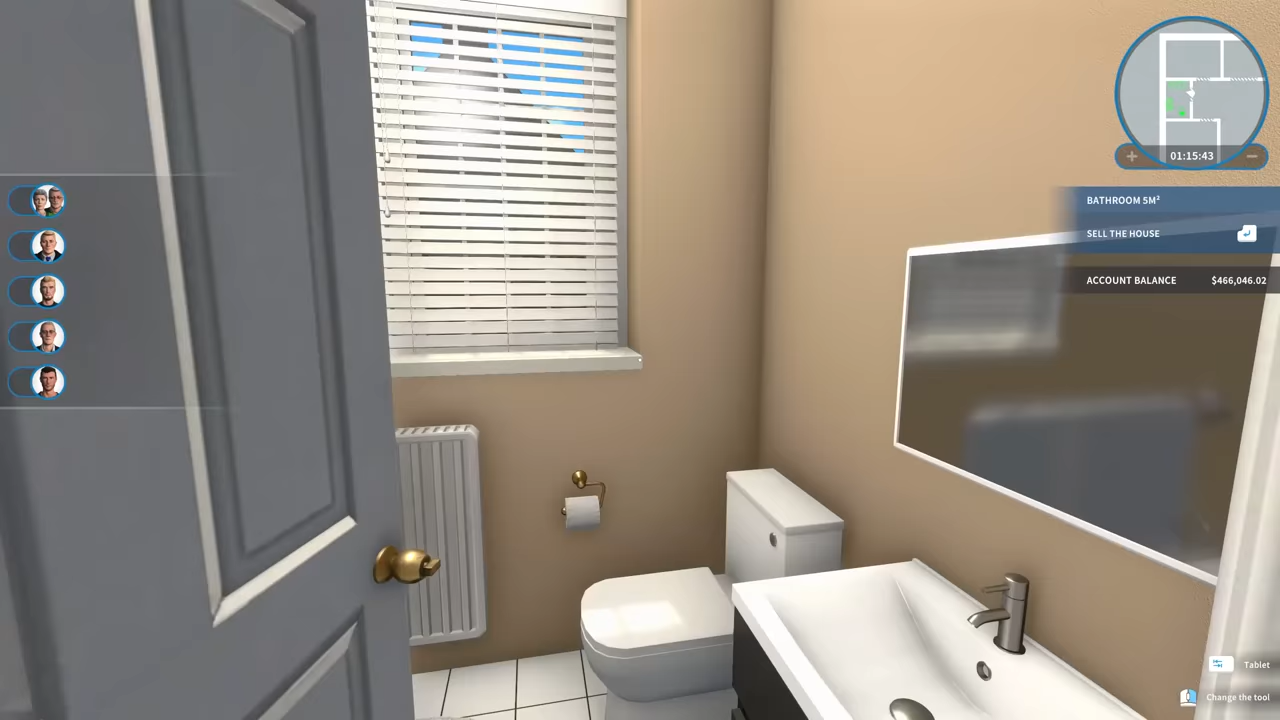 01:15:43
BATHROOM 5M²
SELL THE HOUSE
ACCOUNT BALANCE $466,046.02
Tablet
Change the tool